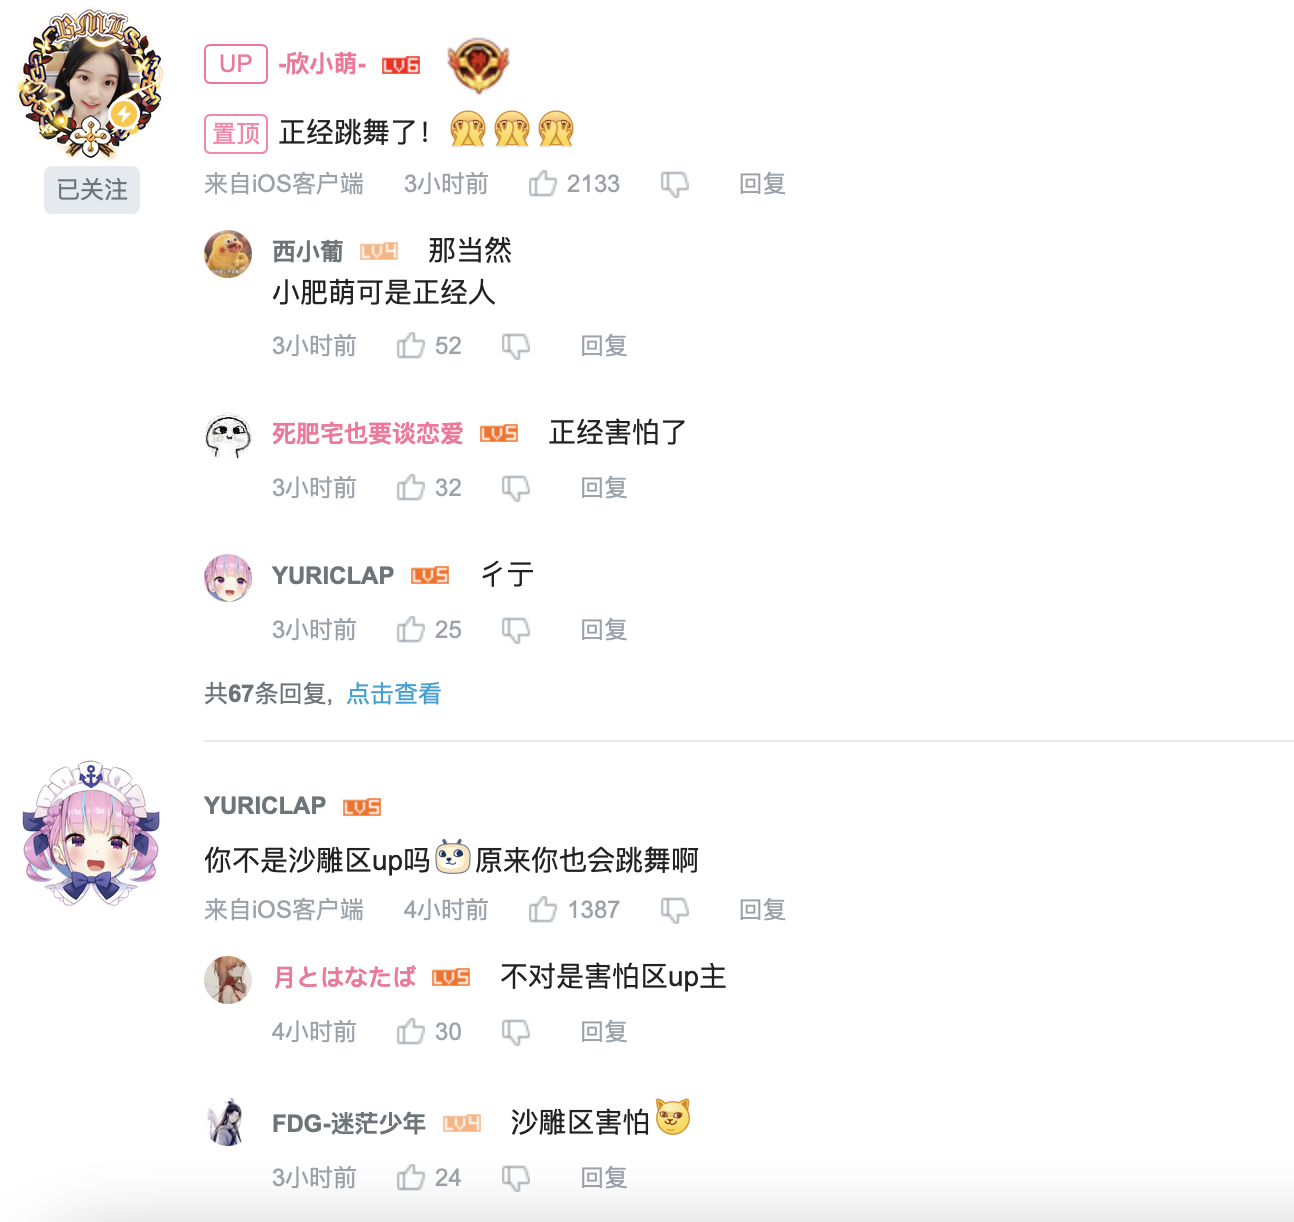 BMLS
UP -欣小萌- LV6
置顶 正经跳舞了！
已关注
来自iOS客户端 3小时前 2133 回复
西小葡 LV4 那当然
小肥萌可是正经人
3小时前 52 回复
死肥宅也要谈恋爱 LV5 正经害怕了
3小时前 32 回复
YURICLAP LV5 彳亍
3小时前 25 回复
共67条回复, 点击查看
YURICLAP LV5
你不是沙雕区up吗原来你也会跳舞啊
来自iOS客户端 4小时前 1387 回复
月とはなたば LV5 不对是害怕区up主
4小时前 30 回复
FDG-迷茫少年 LV4 沙雕区害怕
3小时前 24 回复